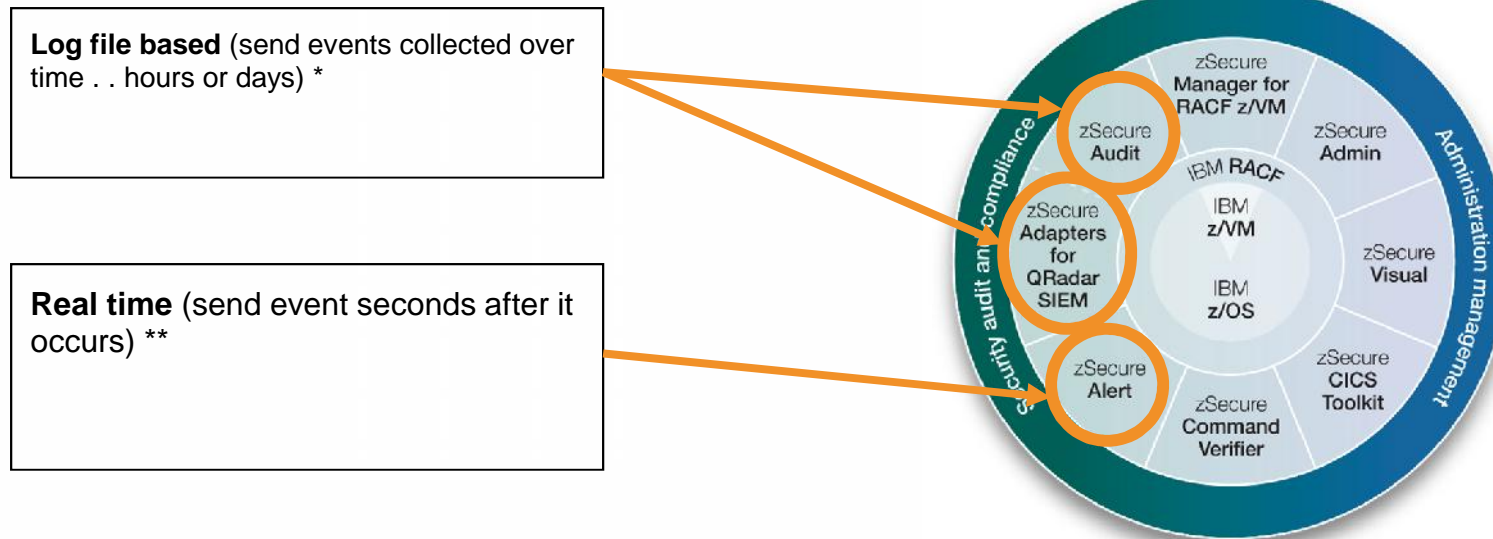 Log file based (send events collected over
time . . hours or days) *
Real time (send event seconds after it
occurs) **
Security audit and compliance
Administration management
zSecure
Manager for
RACF z/VM
zSecure
Audit
zSecure
Admin
IBM RACF
IBM
z/VM
zSecure
Adapters
for
QRadar
SIEM
zSecure
Visual
IBM
z/OS
zSecure
Alert
zSecure
CICS
Toolkit
zSecure
Command
Verifier